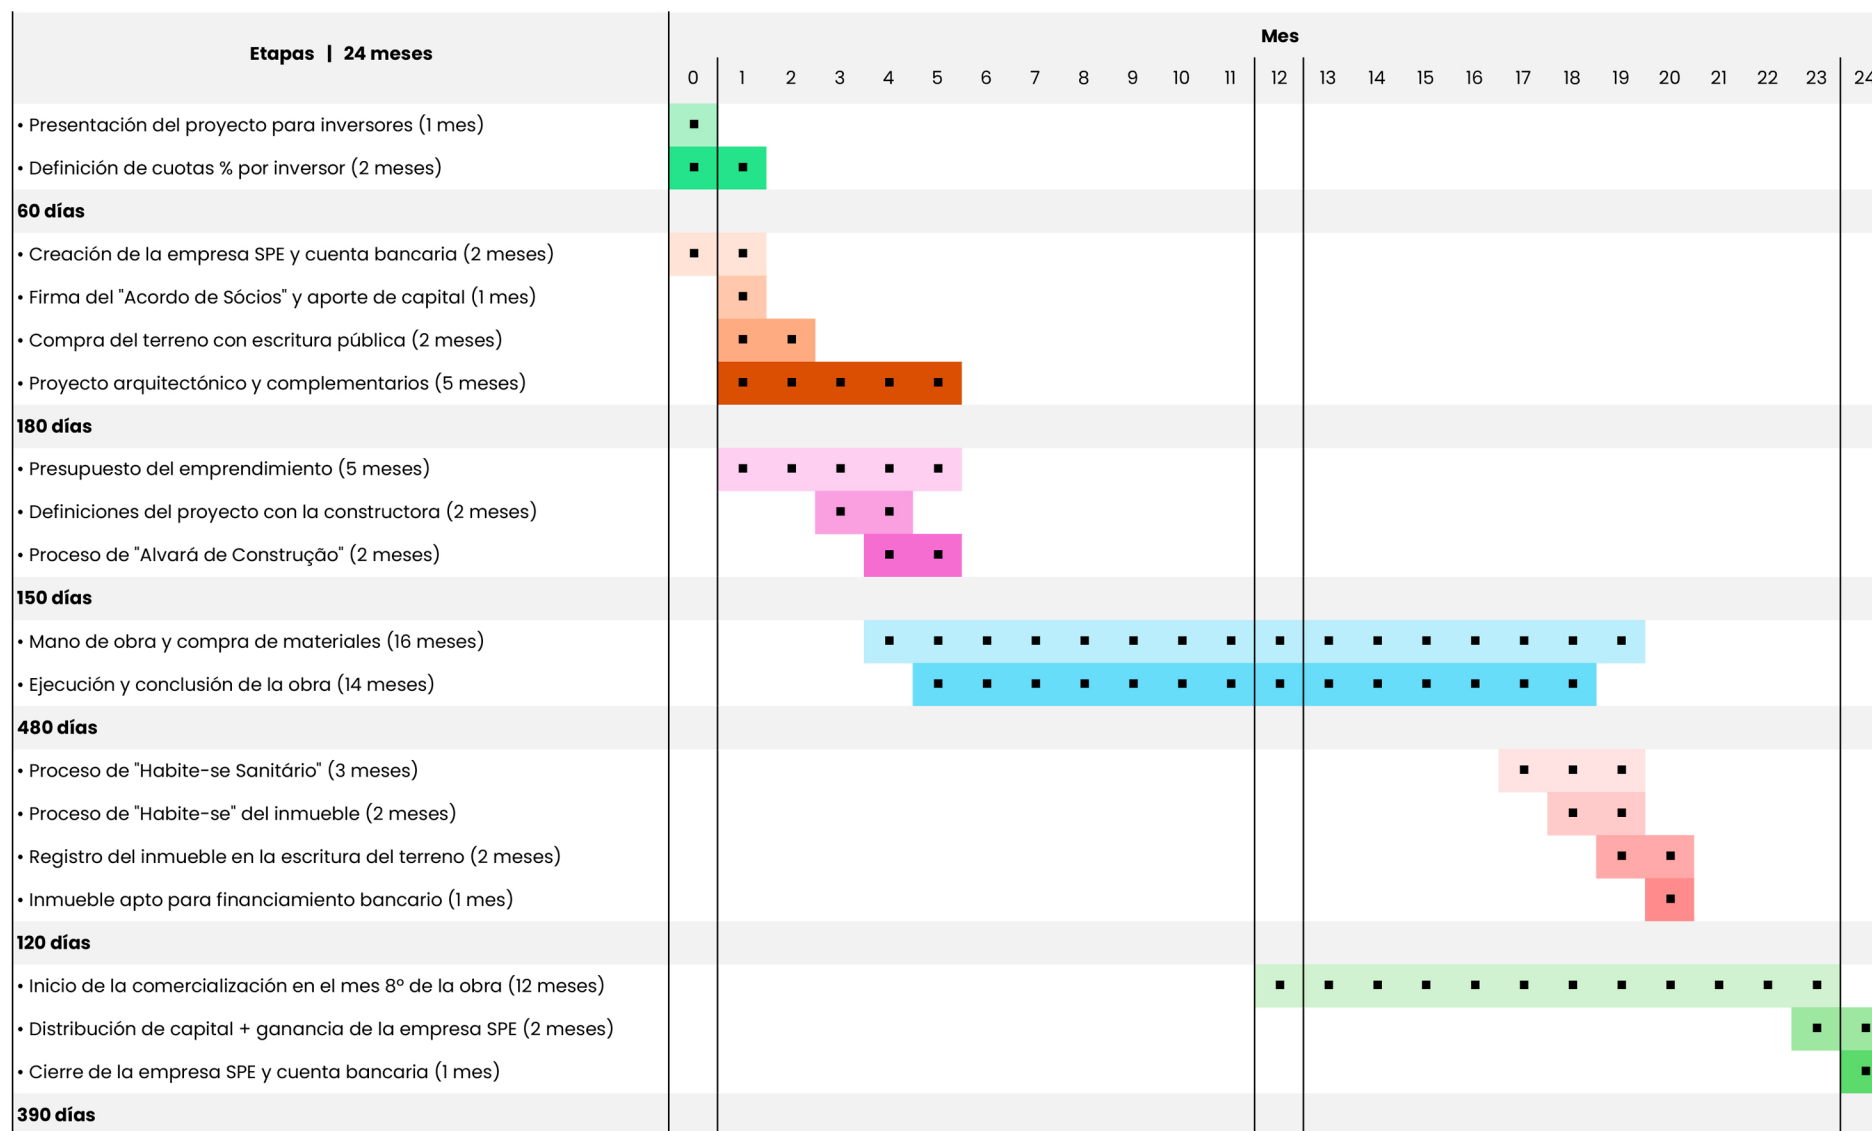 Etapas | 24 meses
Mes
0 1 2 3 4 5 6 7 8 9 10 11 12 13 14 15 16 17 18 19 20 21 22 23 24
• Presentación del proyecto para inversores (1 mes)
• Definición de cuotas % por inversor (2 meses)
60 días
• Creación de la empresa SPE y cuenta bancaria (2 meses)
• Firma del "Acordo de Sócios" y aporte de capital (1 mes)
• Compra del terreno con escritura pública (2 meses)
• Proyecto arquitectónico y complementarios (5 meses)
180 días
• Presupuesto del emprendimiento (5 meses)
• Definiciones del proyecto con la constructora (2 meses)
• Proceso de "Alvará de Construção" (2 meses)
150 días
• Mano de obra y compra de materiales (16 meses)
• Ejecución y conclusión de la obra (14 meses)
480 días
• Proceso de "Habite-se Sanitário" (3 meses)
• Proceso de "Habite-se" del inmueble (2 meses)
• Registro del inmueble en la escritura del terreno (2 meses)
• Inmueble apto para financiamiento bancario (1 mes)
120 días
• Inicio de la comercialización en el mes 8º de la obra (12 meses)
• Distribución de capital + ganancia de la empresa SPE (2 meses)
• Cierre de la empresa SPE y cuenta bancaria (1 mes)
390 días